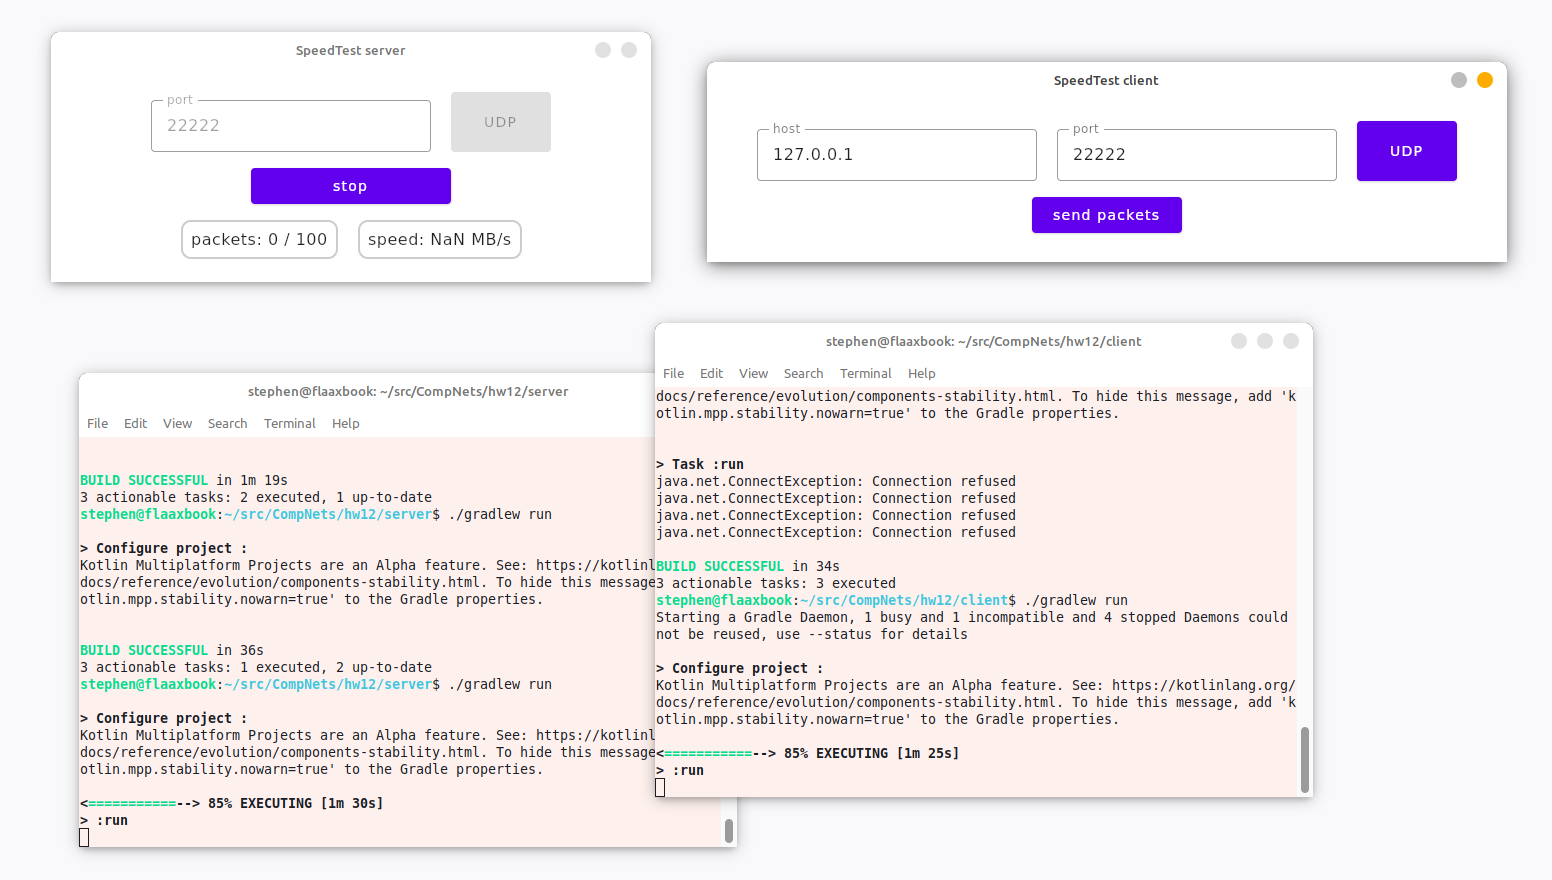 SpeedTest server
port
22222
UDP
stop
packets: 0 / 100
speed: NaN MB/s
SpeedTest client
host
127.0.0.1
port
22222
UDP
send packets
stephen@flaaxbook: ~/src/CompNets/hw12/server
File Edit View Search Terminal Help
BUILD SUCCESSFUL in 1m 19s
3 actionable tasks: 2 executed, 1 up-to-date
stephen@flaaxbook:~/src/CompNets/hw12/server$ ./gradlew run
> Configure project :
Kotlin Multiplatform Projects are an Alpha feature. See: https://kotlinl
docs/reference/evolution/components-stability.html. To hide this message
otlin.mpp.stability.nowarn=true' to the Gradle properties.
BUILD SUCCESSFUL in 36s
3 actionable tasks: 1 executed, 2 up-to-date
stephen@flaaxbook:~/src/CompNets/hw12/server$ ./gradlew run
> Configure project :
Kotlin Multiplatform Projects are an Alpha feature. See: https://kotlinl
docs/reference/evolution/components-stability.html. To hide this message
otlin.mpp.stability.nowarn=true' to the Gradle properties.
<===========--> 85% EXECUTING [1m 30s]
> :run
stephen@flaaxbook: ~/src/CompNets/hw12/client
File Edit View Search Terminal Help
docs/reference/evolution/components-stability.html. To hide this message, add 'k
otlin.mpp.stability.nowarn=true' to the Gradle properties.
> Task :run
java.net.ConnectException: Connection refused
java.net.ConnectException: Connection refused
java.net.ConnectException: Connection refused
java.net.ConnectException: Connection refused
BUILD SUCCESSFUL in 34s
3 actionable tasks: 3 executed
stephen@flaaxbook:~/src/CompNets/hw12/client$ ./gradlew run
Starting a Gradle Daemon, 1 busy and 1 incompatible and 4 stopped Daemons could
not be reused, use --status for details
> Configure project :
Kotlin Multiplatform Projects are an Alpha feature. See: https://kotlinlang.org/
docs/reference/evolution/components-stability.html. To hide this message, add 'k
otlin.mpp.stability.nowarn=true' to the Gradle properties.
<===========--> 85% EXECUTING [1m 25s]
> :run